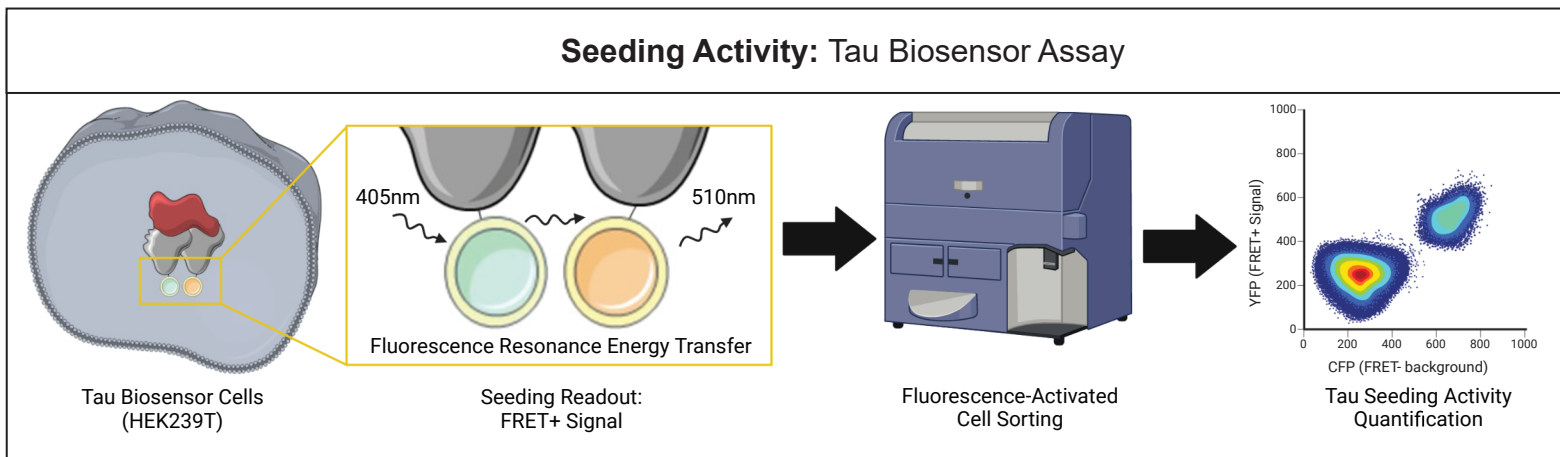 Seeding Activity: Tau Biosensor Assay
405nm
510nm
Fluorescence Resonance Energy Transfer
Tau Biosensor Cells
(HEK239T)
Seeding Readout:
FRET+ Signal
Fluorescence-Activated
Cell Sorting
YFP (FRET+ Signal)
1000
800
600
400
200
0
0 200 400 600 800 1000
CFP (FRET- background)
Tau Seeding Activity
Quantification